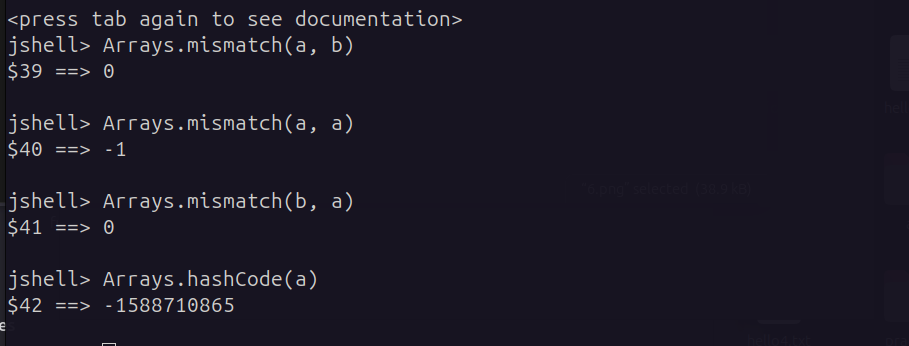 <press tab again to see documentation>
jshell> Arrays.mismatch(a, b)
$39 ==> 0
jshell> Arrays.mismatch(a, a)
$40 ==> -1
jshell> Arrays.mismatch(b, a)
$41 ==> 0
jshell> Arrays.hashCode(a)
$42 ==> -1588710865